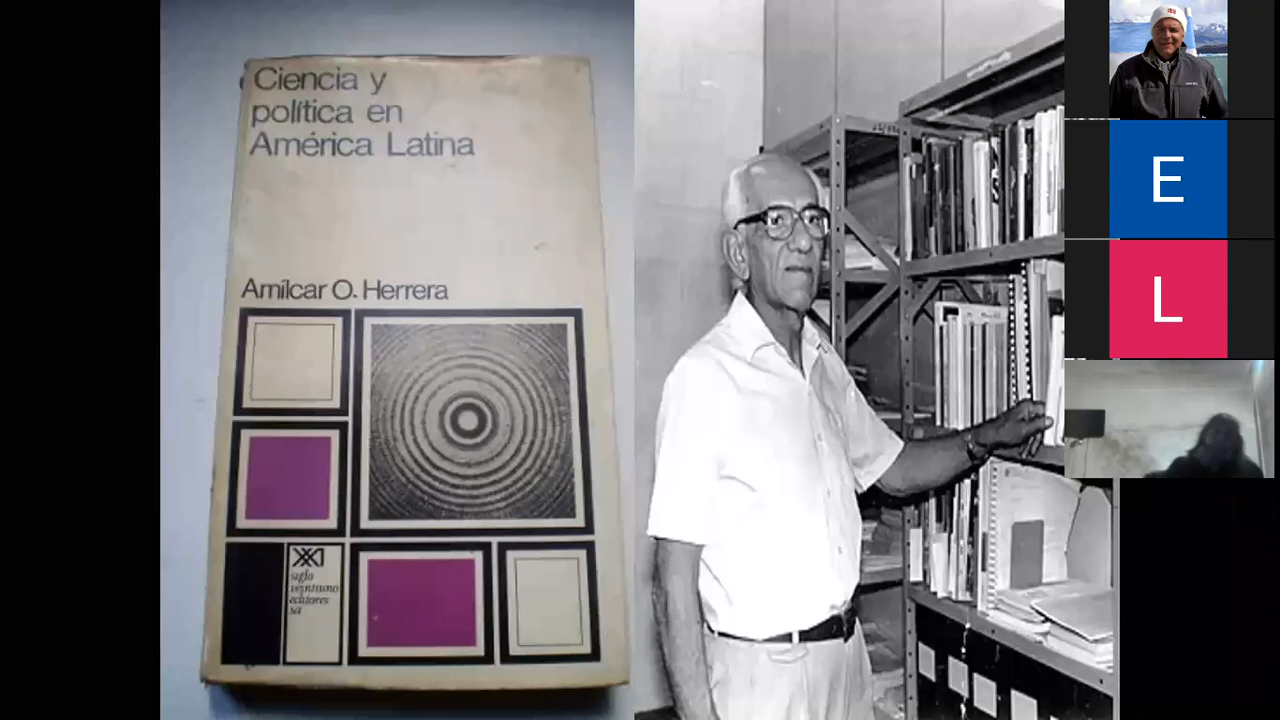 Ciencia y
política en
América Latina
Amílcar O. Herrera
siglo
veintiuno
editores
sa
E
L